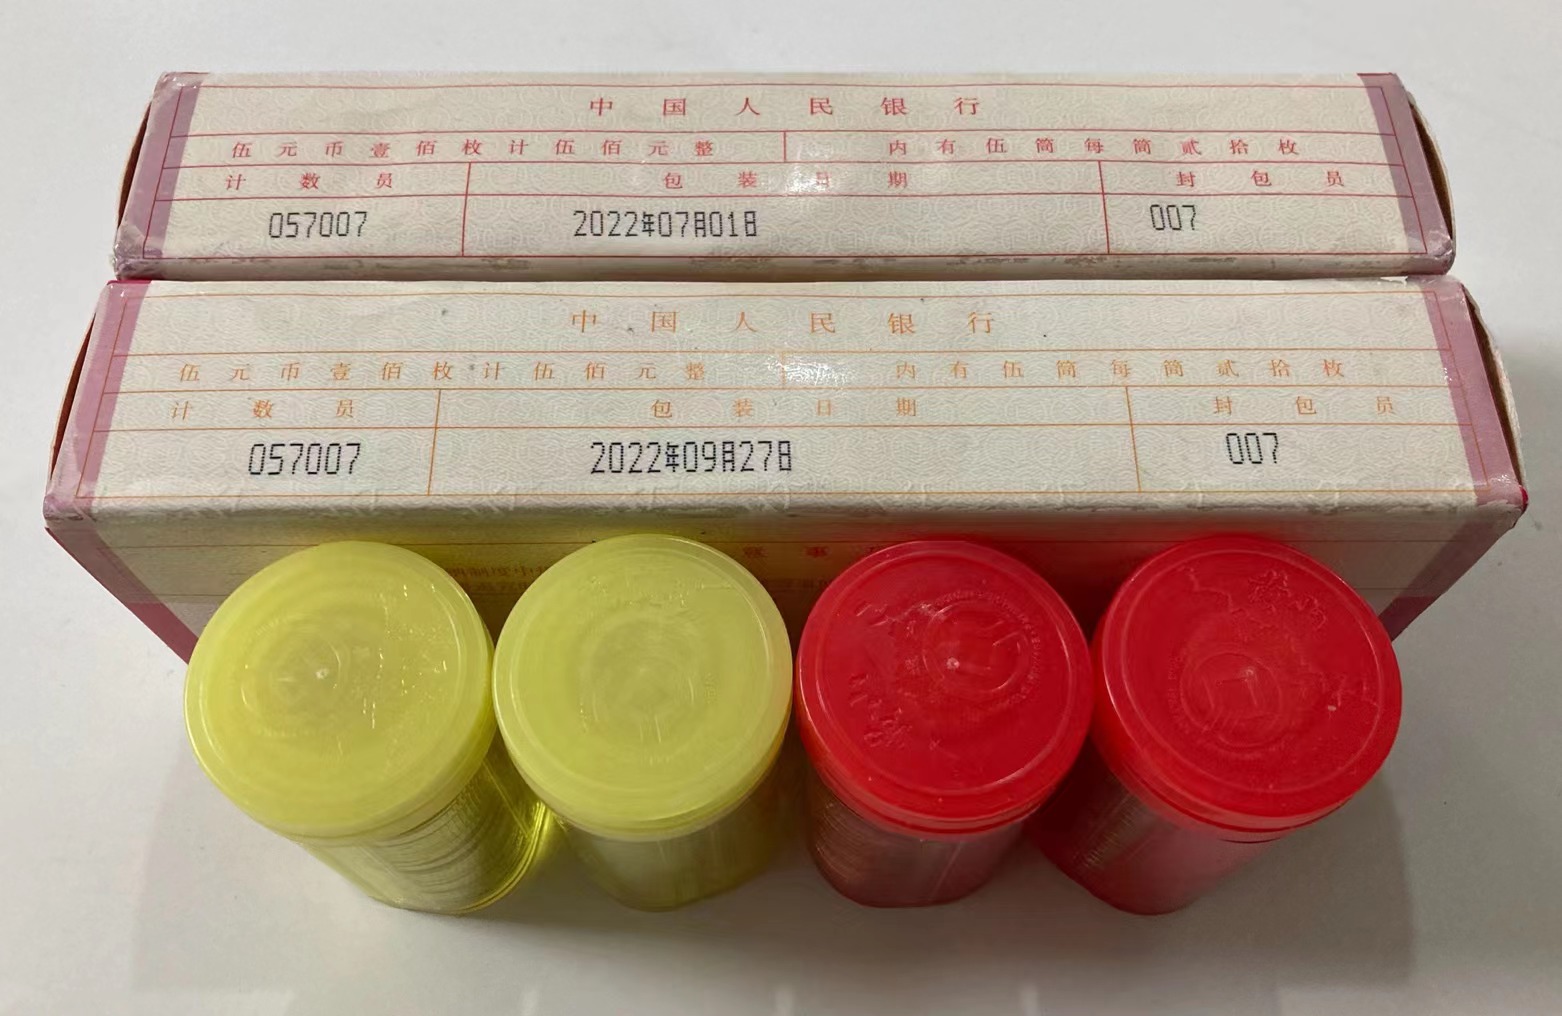 中国人民银行
伍元币壹佰枚计伍佰元整 内有伍筒每筒贰拾枚
计数员 包装日期 封包员
057007 2022年07月01日 007
中国人民银行
伍元币壹佰枚计伍佰元整 内有伍筒每筒贰拾枚
计数员 包装日期 封包员
057007 2022年09月27日 007